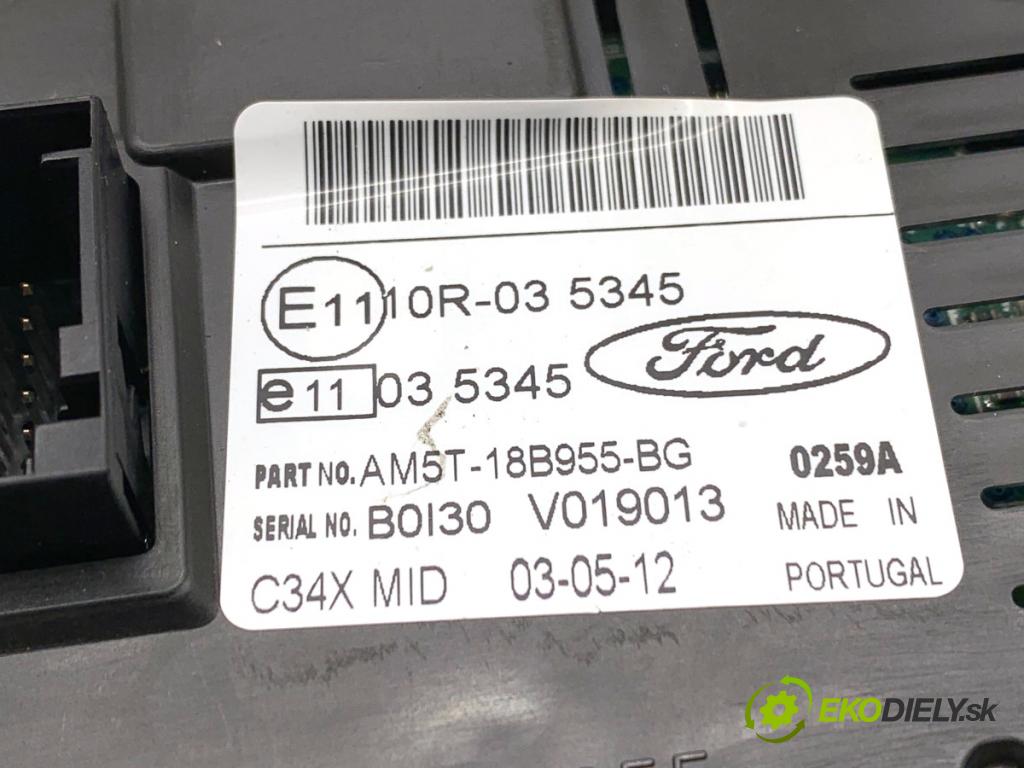 E11 10R-03 5345
e11 03 5345
Ford
PART NO. AM5T-18B955-BG 0259A
SERIAL NO. B0I30 V019013 MADE IN
C34X MID 03-05-12 PORTUGAL
EKODIELY.sk